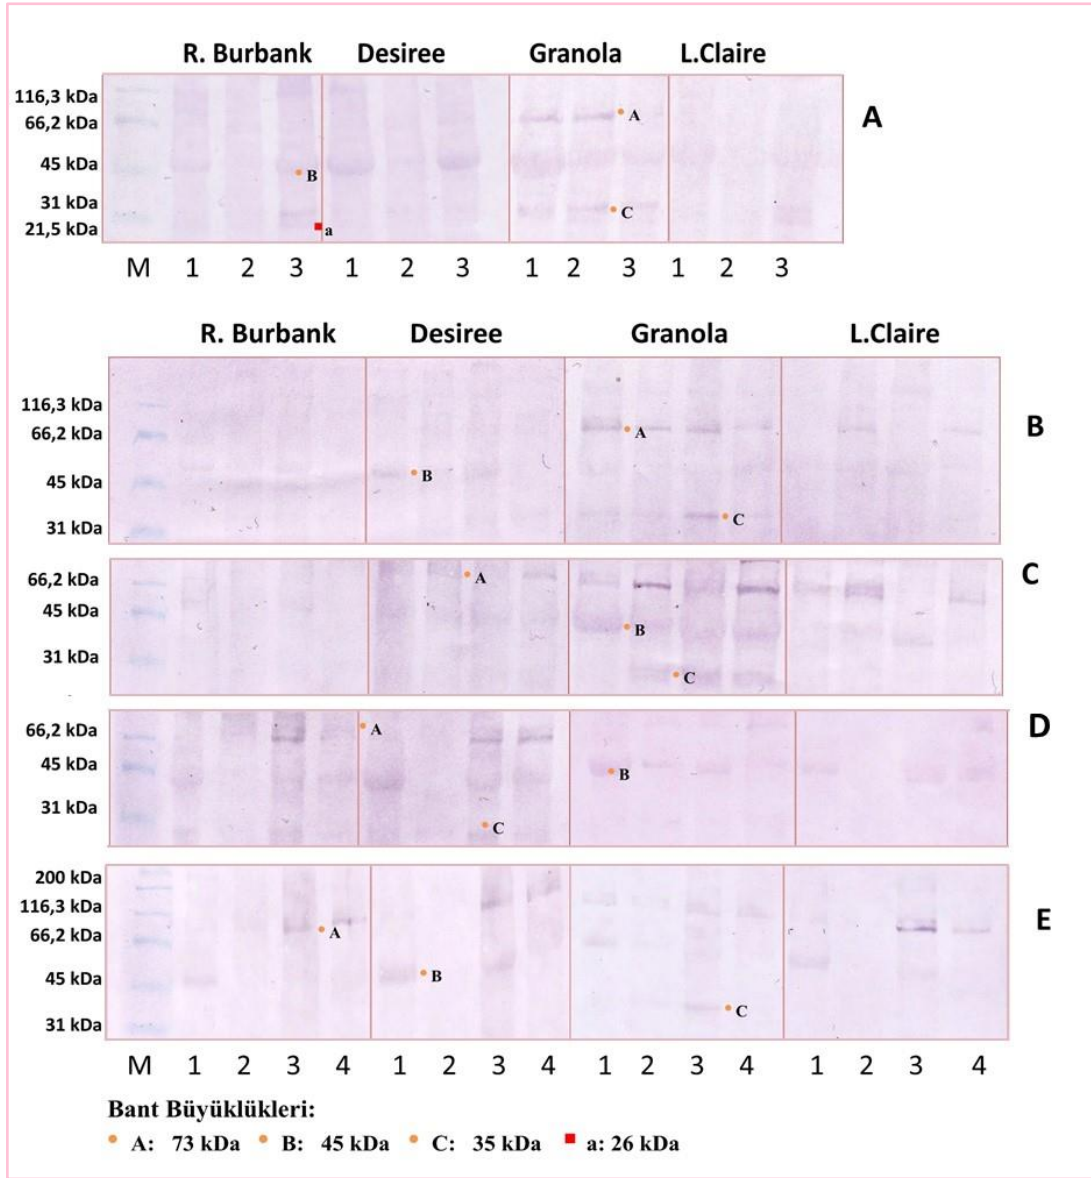 R. Burbank Desiree Granola L.Claire
116,3 kDa
66,2 kDa
45 kDa
31 kDa
21,5 kDa
A
B
a
A
C
M 1 2 3 1 2 3 1 2 3 1 2 3
R. Burbank Desiree Granola L.Claire
116,3 kDa
66,2 kDa
45 kDa
31 kDa
B
B
A
C
66,2 kDa
45 kDa
31 kDa
C
A
B
C
66,2 kDa
45 kDa
31 kDa
D
A
C
B
200 kDa
116,3 kDa
66,2 kDa
45 kDa
31 kDa
E
A
B
C
M 1 2 3 4 1 2 3 4 1 2 3 4 1 2 3 4
Bant Büyüklükleri:
A: 73 kDa B: 45 kDa C: 35 kDa a: 26 kDa